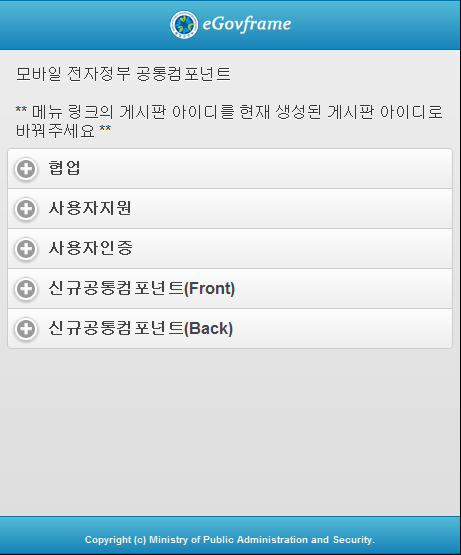 eGovframe
모바일 전자정부 공통컴포넌트
** 메뉴 링크의 게시판 아이디를 현재 생성된 게시판 아이디로
바꿔주세요 **
협업
사용자지원
사용자인증
신규공통컴포넌트(Front)
신규공통컴포넌트(Back)
Copyright (c) Ministry of Public Administration and Security.